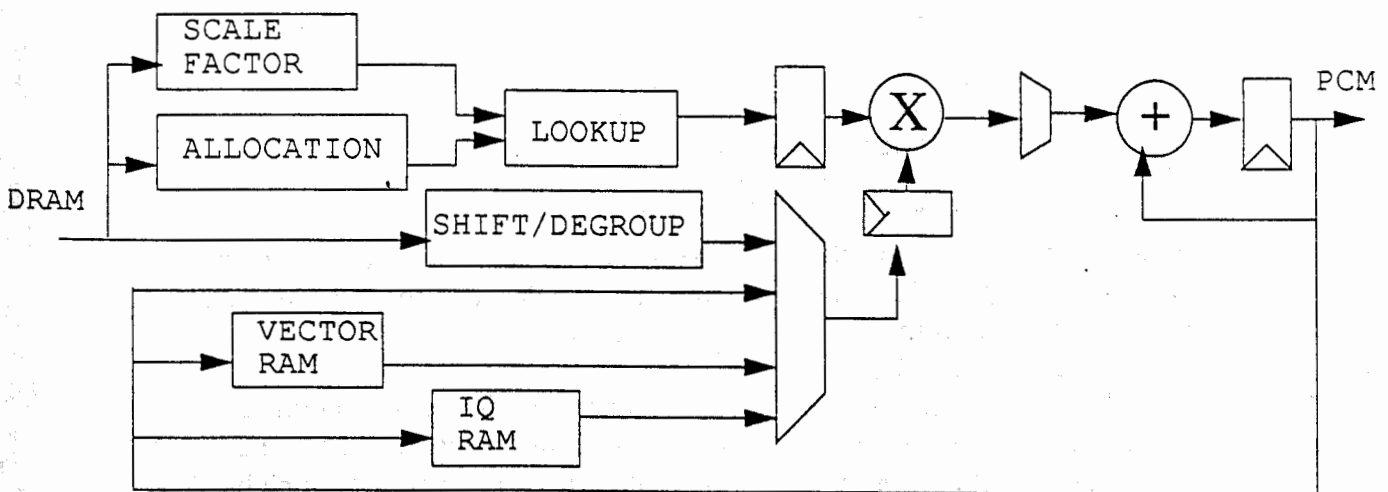 SCALE
FACTOR
PCM
X
+
LOOKUP
ALLOCATION
DRAM
SHIFT/DEGROUP
VECTOR
RAM
IQ
RAM